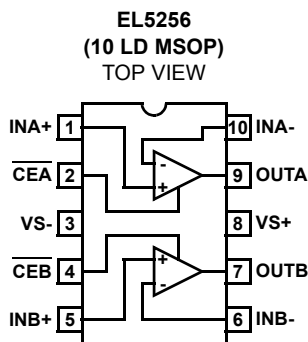 EL5256
(10 LD MSOP)
TOP VIEW
INA+ 1 10 INA-
CEA 2 9 OUTA
VS- 3 8 VS+
CEB 4 7 OUTB
INB+ 5 6 INB-
- +
+ -